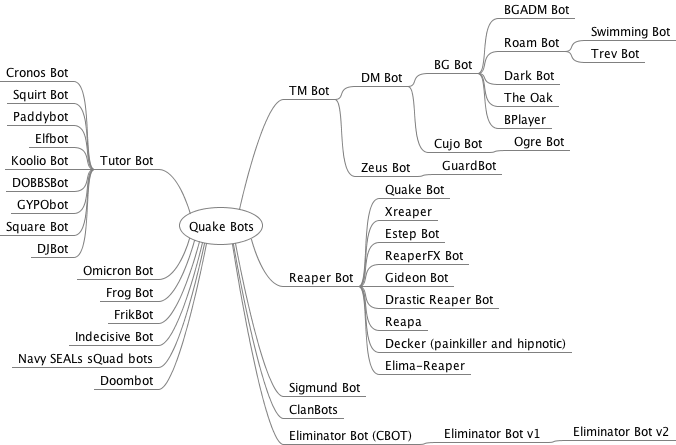 Quake Bots
TM Bot
DM Bot
BG Bot
BGADM Bot
Roam Bot
Swimming Bot
Trev Bot
Dark Bot
The Oak
BPlayer
Cujo Bot
Ogre Bot
Zeus Bot
GuardBot
Reaper Bot
Quake Bot
Xreaper
Estep Bot
ReaperFX Bot
Gideon Bot
Drastic Reaper Bot
Reapa
Decker (painkiller and hipnotic)
Elima-Reaper
Sigmund Bot
ClanBots
Eliminator Bot (CBOT)
Eliminator Bot v1
Eliminator Bot v2
Tutor Bot
Cronos Bot
Squirt Bot
Paddybot
Elfbot
Koolio Bot
DOBBSBot
GYPObot
Square Bot
DJBot
Omicron Bot
Frog Bot
FrikBot
Indecisive Bot
Navy SEALs sQuad bots
Doombot